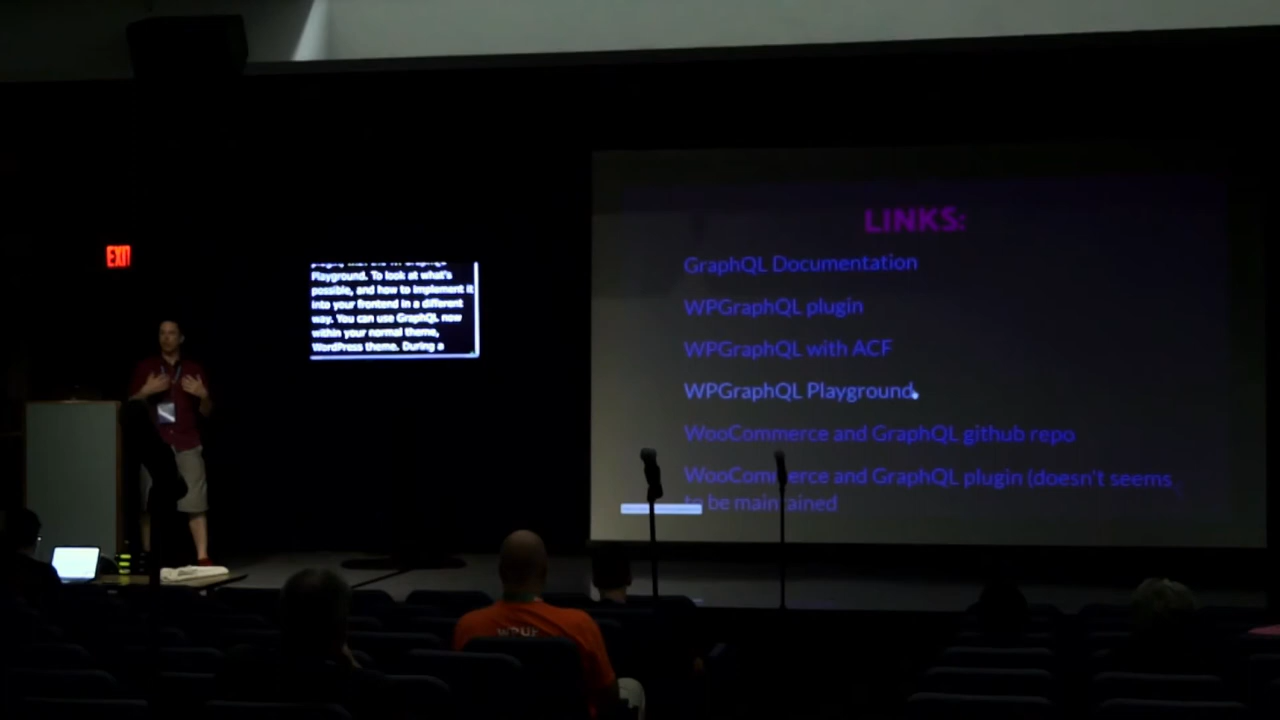 EXIT
Playground. To look at what's
possible, and how to implement it
into your frontend in a different
way. You can use GraphQL now
within your normal theme,
WordPress theme. During a
LINKS:
GraphQL Documentation
WPGraphQL plugin
WPGraphQL with ACF
WPGraphQL Playground
WooCommerce and GraphQL github repo
WooCommerce and GraphQL plugin (doesn't seems
to be maintained